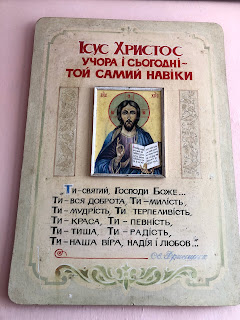 Ісус Христос
учора і сьогодні–
той самий навіки
Ти–святий, Господи Боже...
Ти–вся доброта, Ти–милість,
Ти–мудрість, Ти терпеливість,
Ти–краса, Ти–певність,
Ти–тиша, Ти–радість,
Ти–наша віра, надія і любов..."